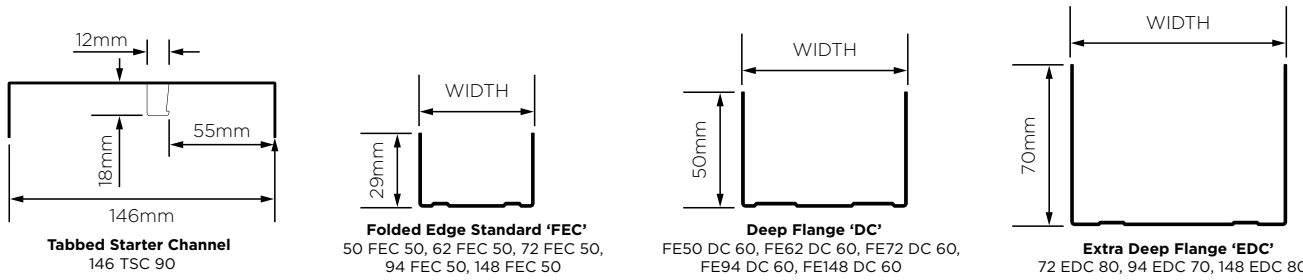 12mm
18mm
55mm
146mm
Tabbed Starter Channel
146 TSC 90
WIDTH
29mm
Folded Edge Standard ‘FEC’
50 FEC 50, 62 FEC 50, 72 FEC 50,
94 FEC 50, 148 FEC 50
WIDTH
50mm
Deep Flange ‘DC’
FE50 DC 60, FE62 DC 60, FE72 DC 60,
FE94 DC 60, FE148 DC 60
WIDTH
70mm
Extra Deep Flange ‘EDC’
72 EDC 80, 94 EDC 70, 148 EDC 80